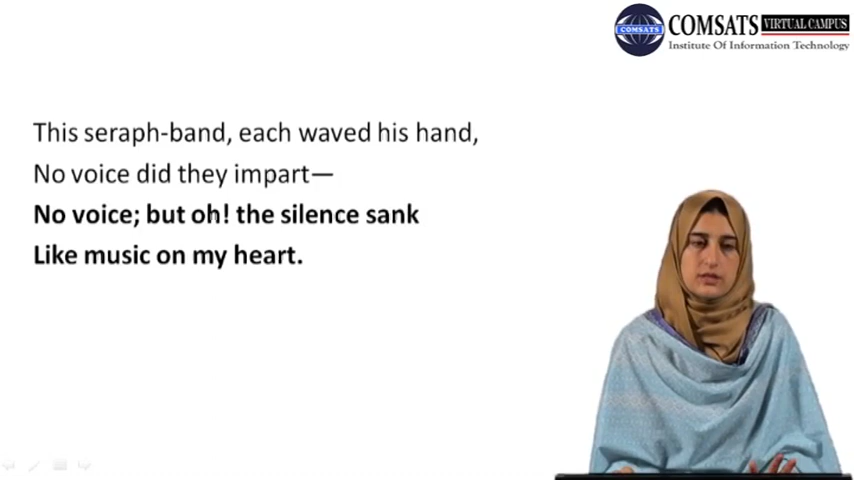 COMSATS VIRTUAL CAMPUS
COMSATS
Institute Of Information Technology
This seraph-band, each waved his hand,
No voice did they impart—
No voice; but oh! the silence sank
Like music on my heart.